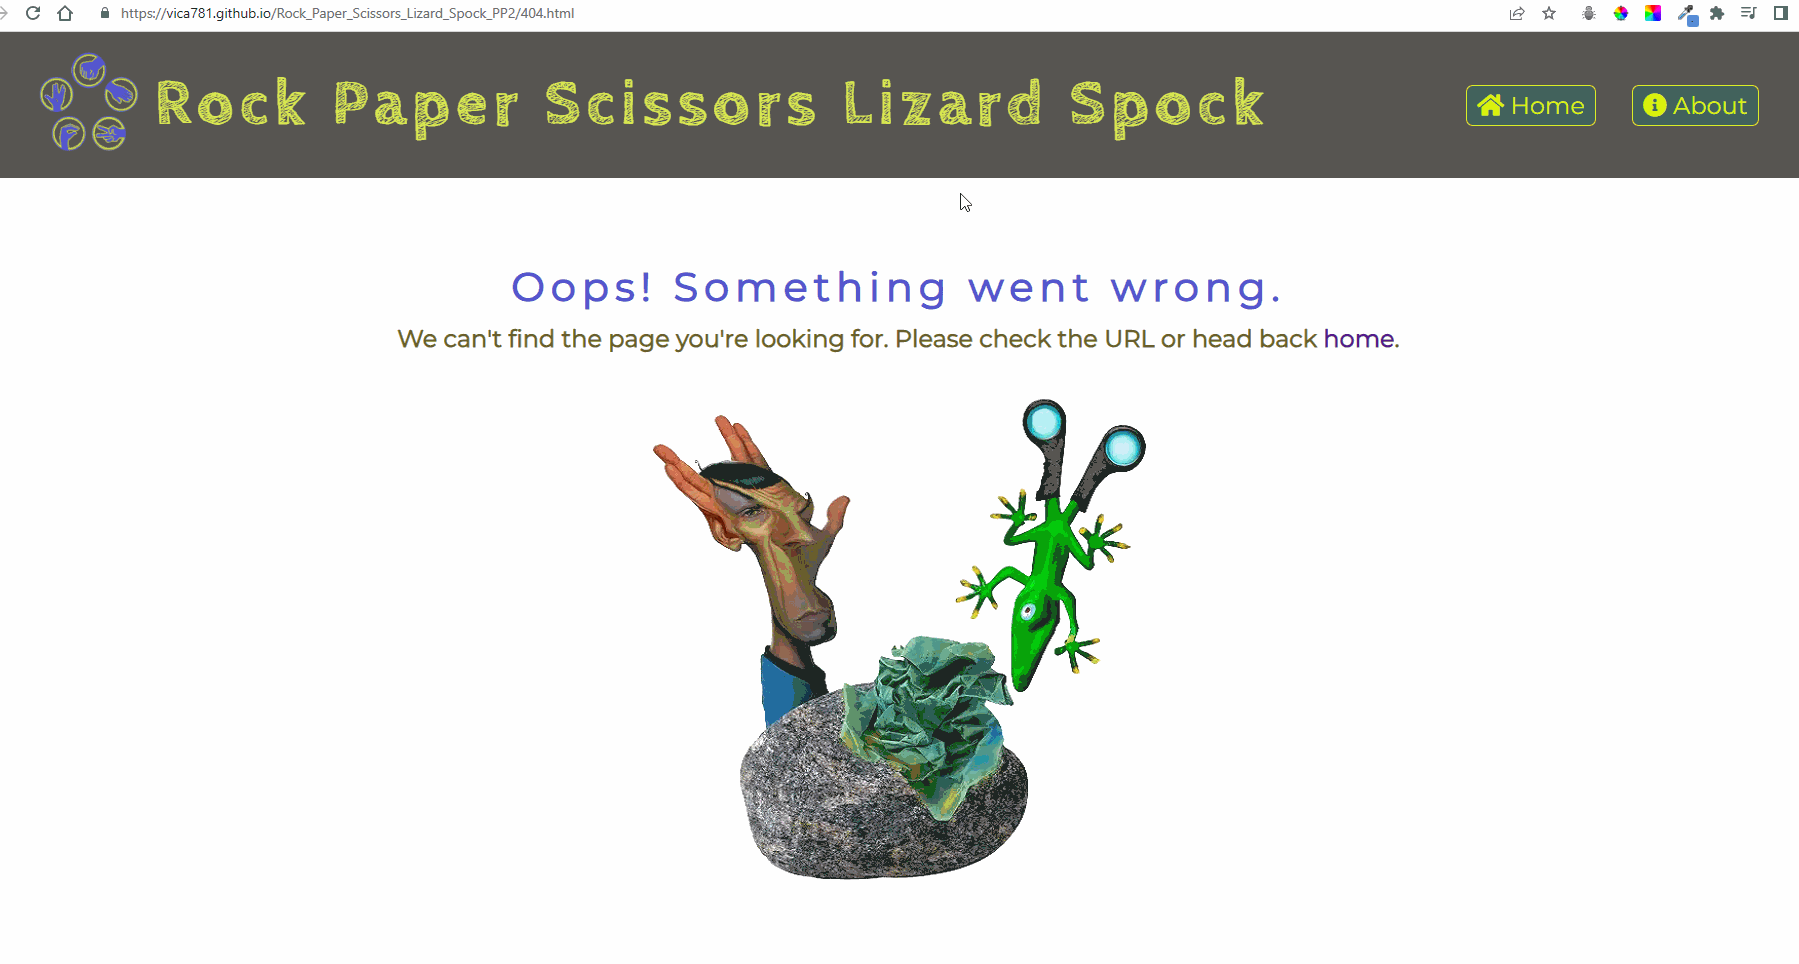 https://vica781.github.io/Rock_Paper_Scissors_Lizard_Spock_PP2/404.html
Rock Paper Scissors Lizard Spock
Home
About
Oops! Something went wrong.
We can't find the page you're looking for. Please check the URL or head back home.